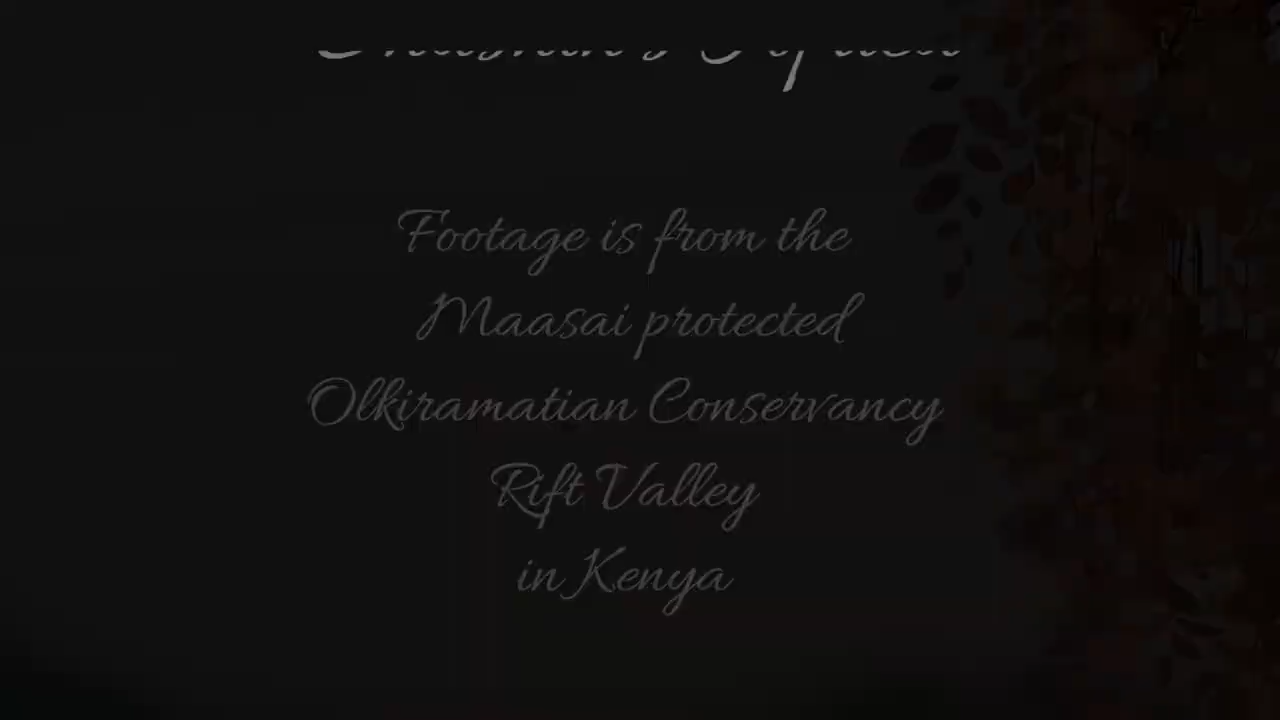 Footage is from the
Maasai protected
Olkiramatian Conservancy
Rift Valley
in Kenya